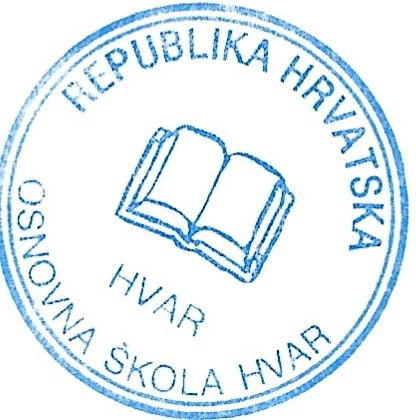 REPUBLIKA HRVATSKA
HVAR
OSNOVNA ŠKOLA HVAR